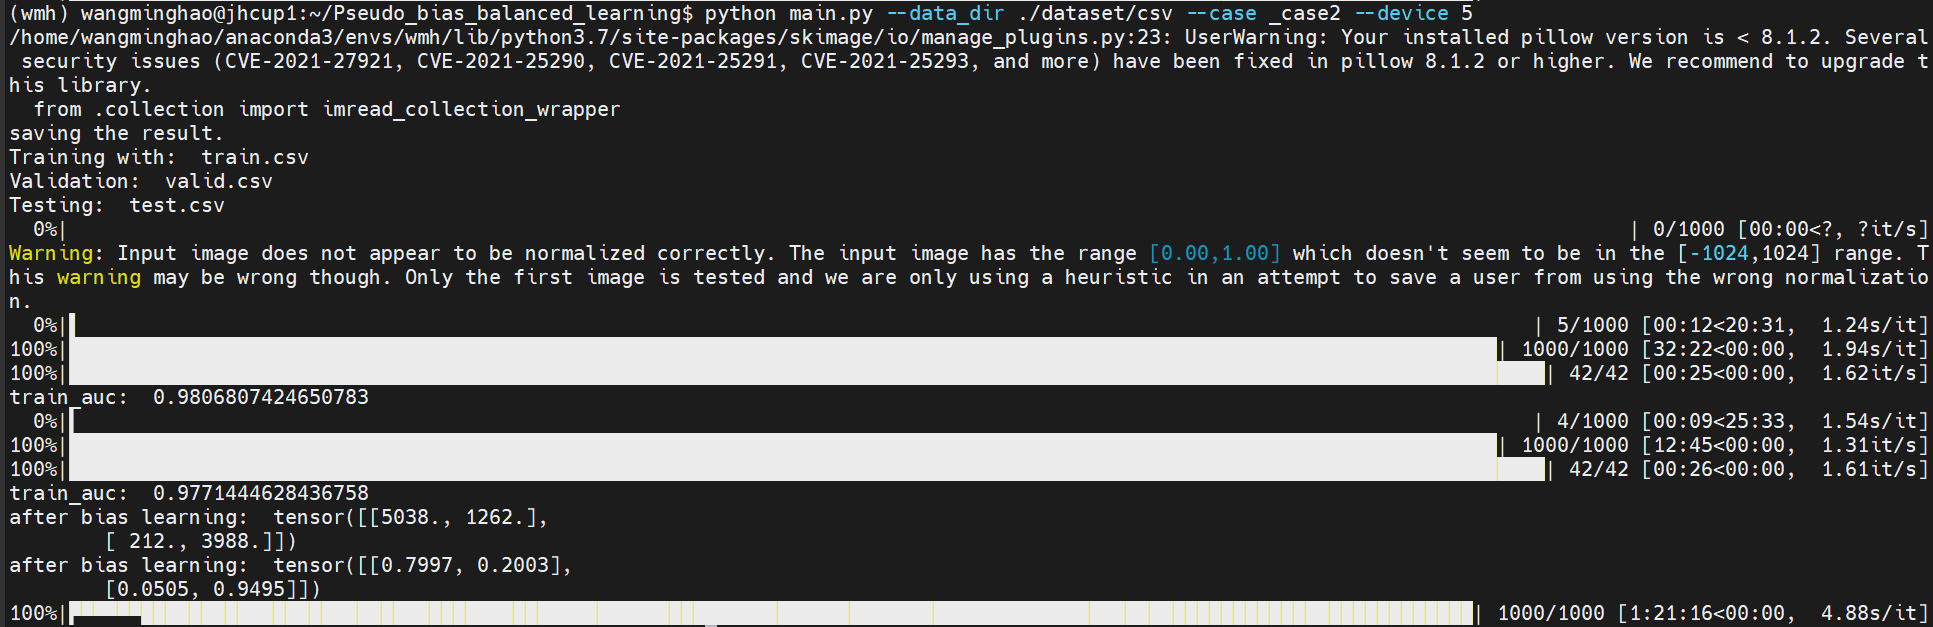 (wmh) wangminghao@jhcup1:~/Pseudo_bias_balanced_learning$ python main.py --data_dir ./dataset/csv --case _case2 --device 5
/home/wangminghao/anaconda3/envs/wmh/lib/python3.7/site-packages/skimage/io/manage_plugins.py:23: UserWarning: Your installed pillow version is < 8.1.2. Several
 security issues (CVE-2021-27921, CVE-2021-25290, CVE-2021-25291, CVE-2021-25293, and more) have been fixed in pillow 8.1.2 or higher. We recommend to upgrade t
his library.
  from .collection import imread_collection_wrapper
saving the result.
Training with:  train.csv
Validation:  valid.csv
Testing:  test.csv
  0%| | 0/1000 [00:00<?, ?it/s]
Warning: Input image does not appear to be normalized correctly. The input image has the range [0.00,1.00] which doesn't seem to be in the [-1024,1024] range. T
his warning may be wrong though. Only the first image is tested and we are only using a heuristic in an attempt to save a user from using the wrong normalizatio
n.
  0%| | 5/1000 [00:12<20:31,  1.24s/it]
100%| | 1000/1000 [32:22<00:00,  1.94s/it]
100%| | 42/42 [00:25<00:00,  1.62it/s]
train_auc:  0.9806807424650783
  0%| | 4/1000 [00:09<25:33,  1.54s/it]
100%| | 1000/1000 [12:45<00:00,  1.31it/s]
100%| | 42/42 [00:26<00:00,  1.61it/s]
train_auc:  0.9771444628436758
after bias learning:  tensor([[5038., 1262.],
        [ 212., 3988.]])
after bias learning:  tensor([[0.7997, 0.2003],
        [0.0505, 0.9495]])
100%| | 1000/1000 [1:21:16<00:00,  4.88s/it]